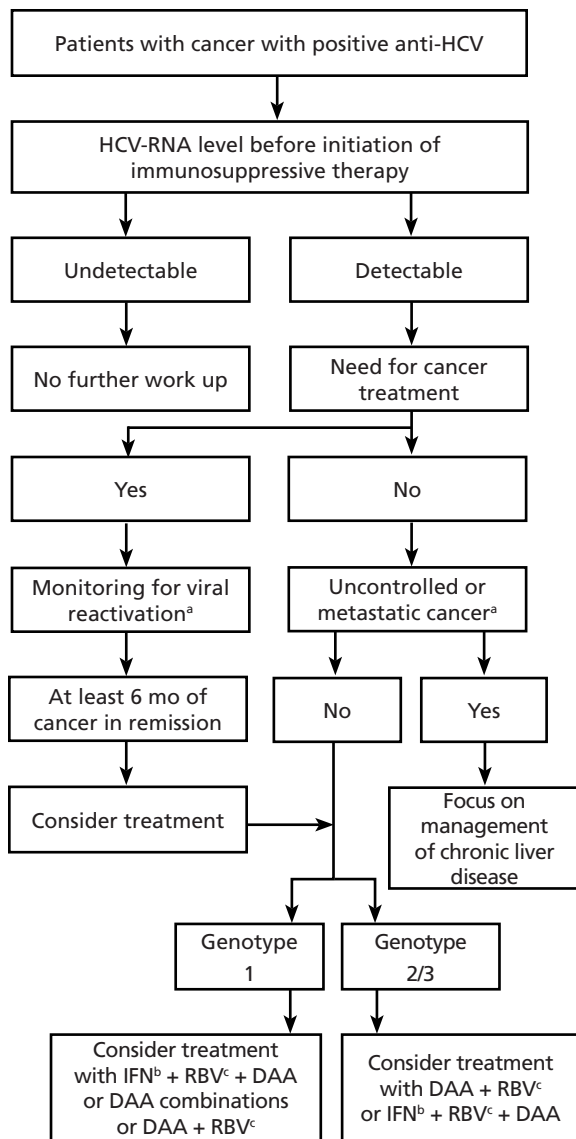 Patients with cancer with positive anti-HCV
HCV-RNA level before initiation of
immunosuppressive therapy
Undetectable
Detectable
No further work up
Need for cancer
treatment
Yes
No
Monitoring for viral
reactivationᵃ
Uncontrolled or
metastatic cancerᵃ
At least 6 mo of
cancer in remission
No
Yes
Consider treatment
Focus on
management
of chronic liver
disease
Genotype
1
Genotype
2/3
Consider treatment
with IFNᵇ + RBVᶜ + DAA
or DAA combinations
or DAA + RBVᶜ
Consider treatment
with DAA + RBVᶜ
or IFNᵇ + RBVᶜ + DAA